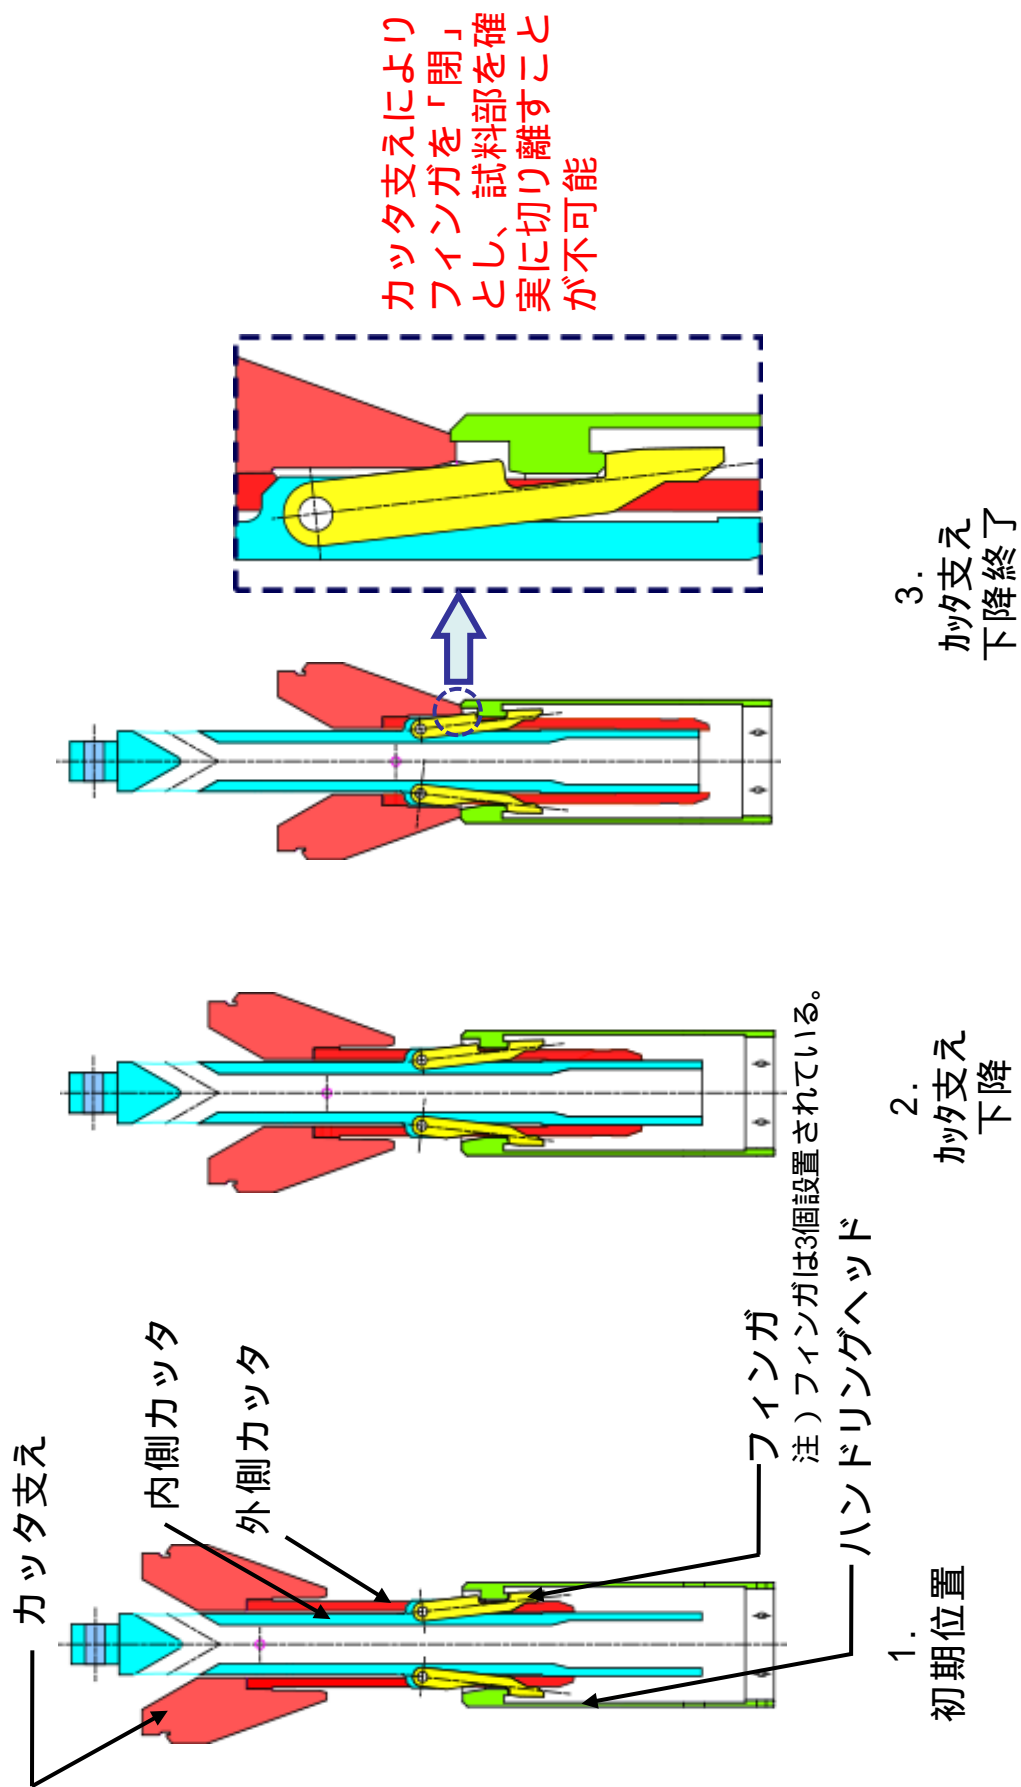 カッタ支え
内側カッタ
外側カッタ
フィンガ
注）フィンガは3個設置されている。
ハンドリングヘッド
1.
初期位置
2.
ｶｯﾀ支え
下降
3.
ｶｯﾀ支え
下降終了
カッタ支えにより
フィンガを「閉」
とし、試料部を確
実に切り離すこと
が不可能